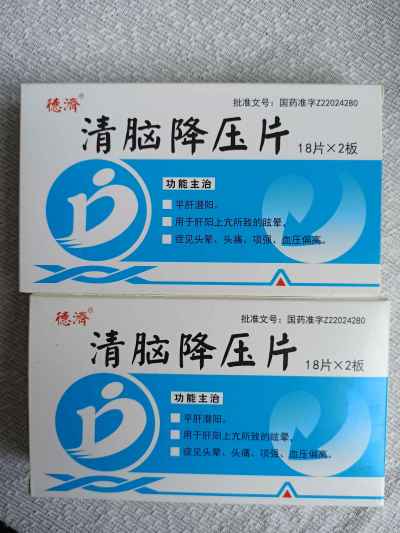 德济®
批准文号：国药准字Z22024280
清脑降压片
18片×2板
功能主治
平肝潜阳。
用于肝阳上亢所致的眩晕，
症见头晕、头痛、项强、血压偏高。
德济®
批准文号：国药准字Z22024280
清脑降压片
18片×2板
功能主治
平肝潜阳。
用于肝阳上亢所致的眩晕，
症见头晕、头痛、项强、血压偏高。